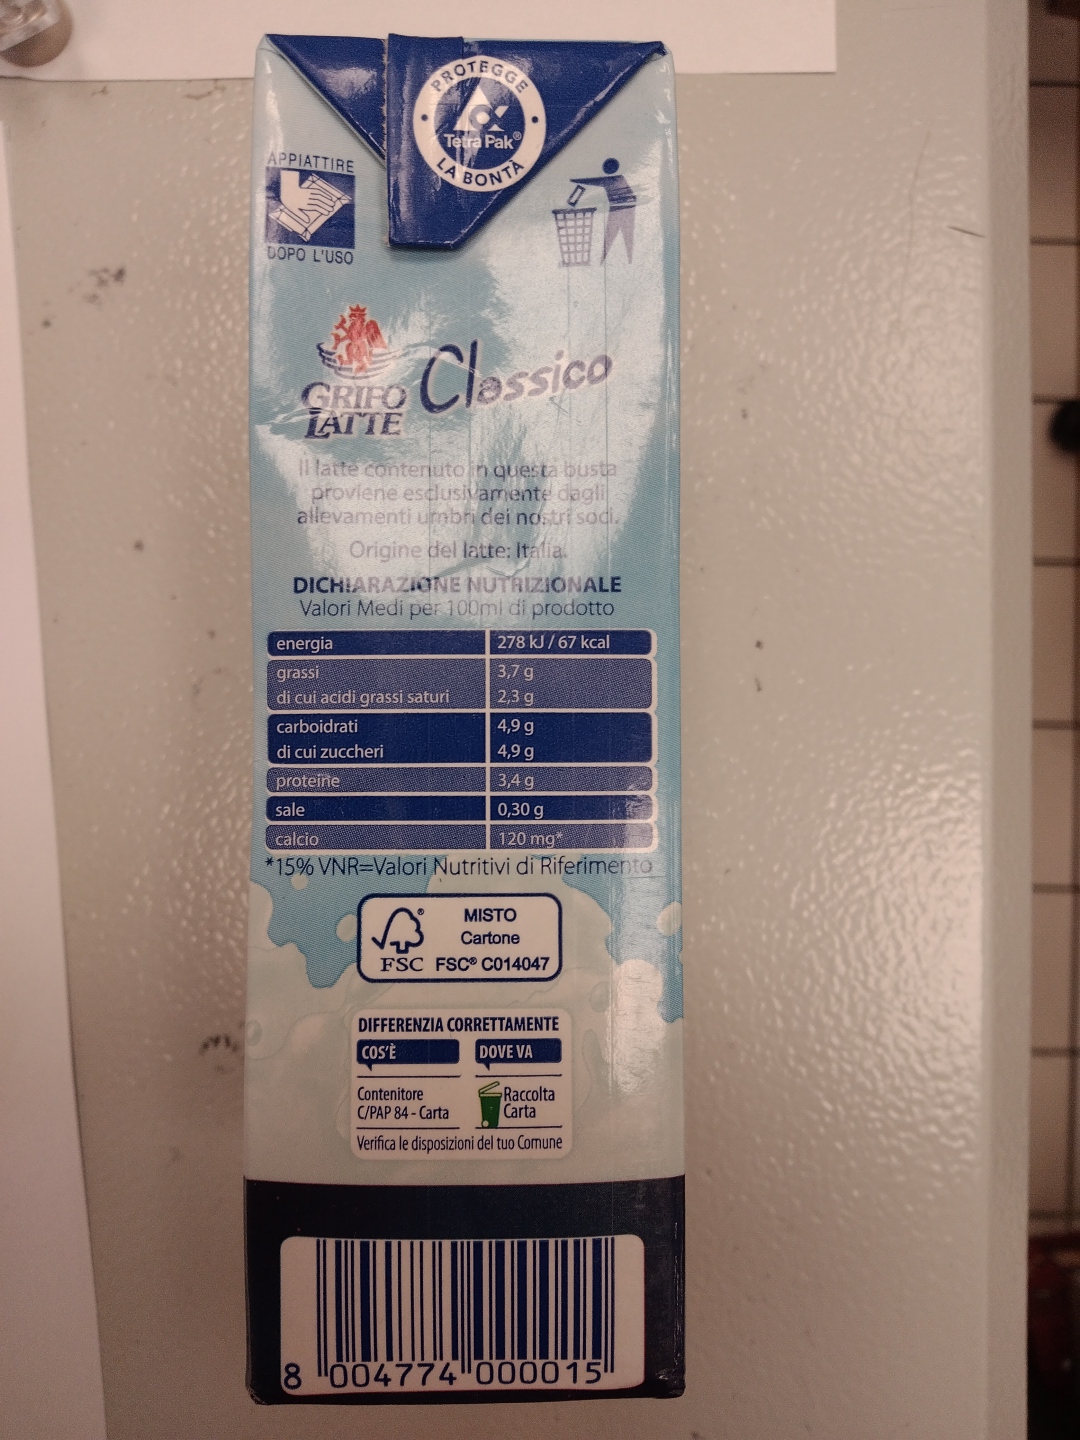 PROTEGGE
Tetra Pak®
LA BONTÀ
APPIATTIRE
DOPO L'USO
GRIFO
LATTE
Classico
Il latte contenuto in questa busta
proviene esclusivamente dagli
allevamenti umbri dei nostri soci.
Origine del latte: Italia.
DICHIARAZIONE NUTRIZIONALE
Valori Medi per 100ml di prodotto
energia 278 kJ / 67 kcal
grassi 3,7 g
di cui acidi grassi saturi 2,3 g
carboidrati 4,9 g
di cui zuccheri 4,9 g
proteine 3,4 g
sale 0,30 g
calcio 120 mg*
*15% VNR=Valori Nutritivi di Riferimento
MISTO
Cartone
FSC® C014047
FSC
DIFFERENZIA CORRETTAMENTE
COS'È DOVE VA
Contenitore Raccolta
C/PAP 84 - Carta Carta
Verifica le disposizioni del tuo Comune
8 004774 000015